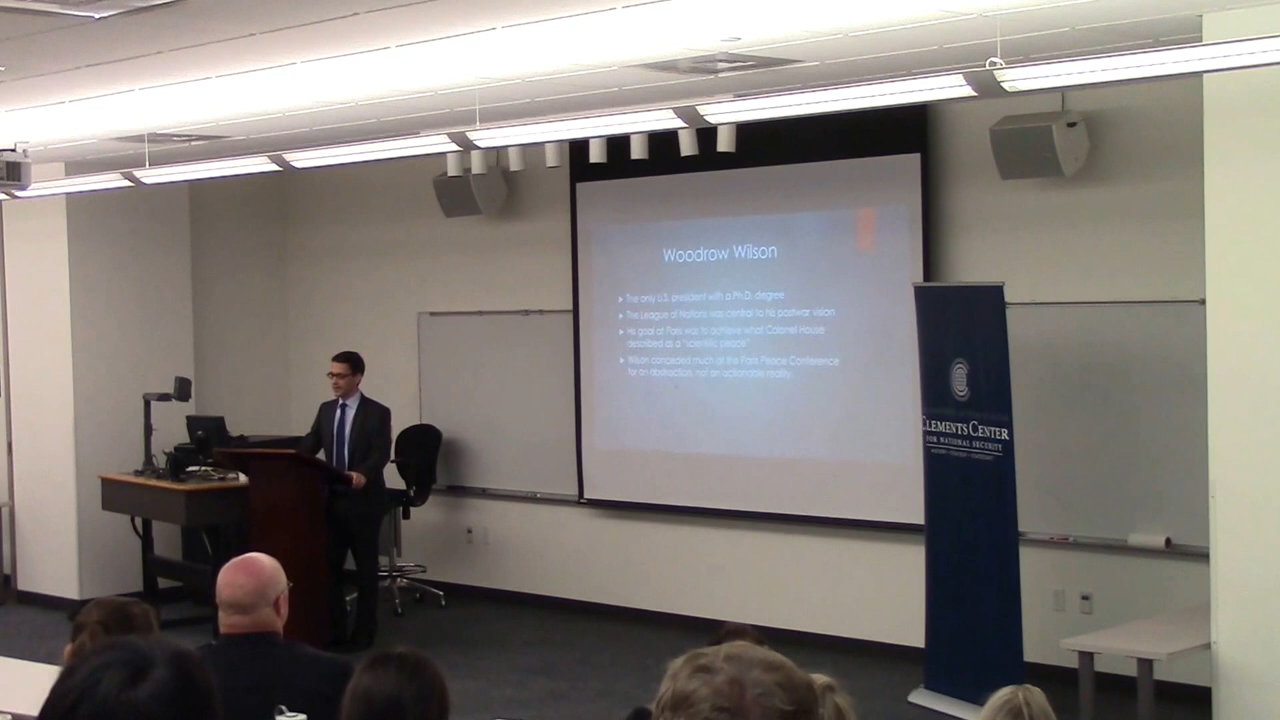 Woodrow Wilson
The only U.S. president with a Ph.D. degree
The League of Nations was central to his postwar vision
His goal at Paris was to achieve what Colonel House
described as a "scientific peace"
Wilson conceded much at the Paris Peace Conference
for an abstraction, not an actionable reality
CLEMENTS CENTER
FOR NATIONAL SECURITY